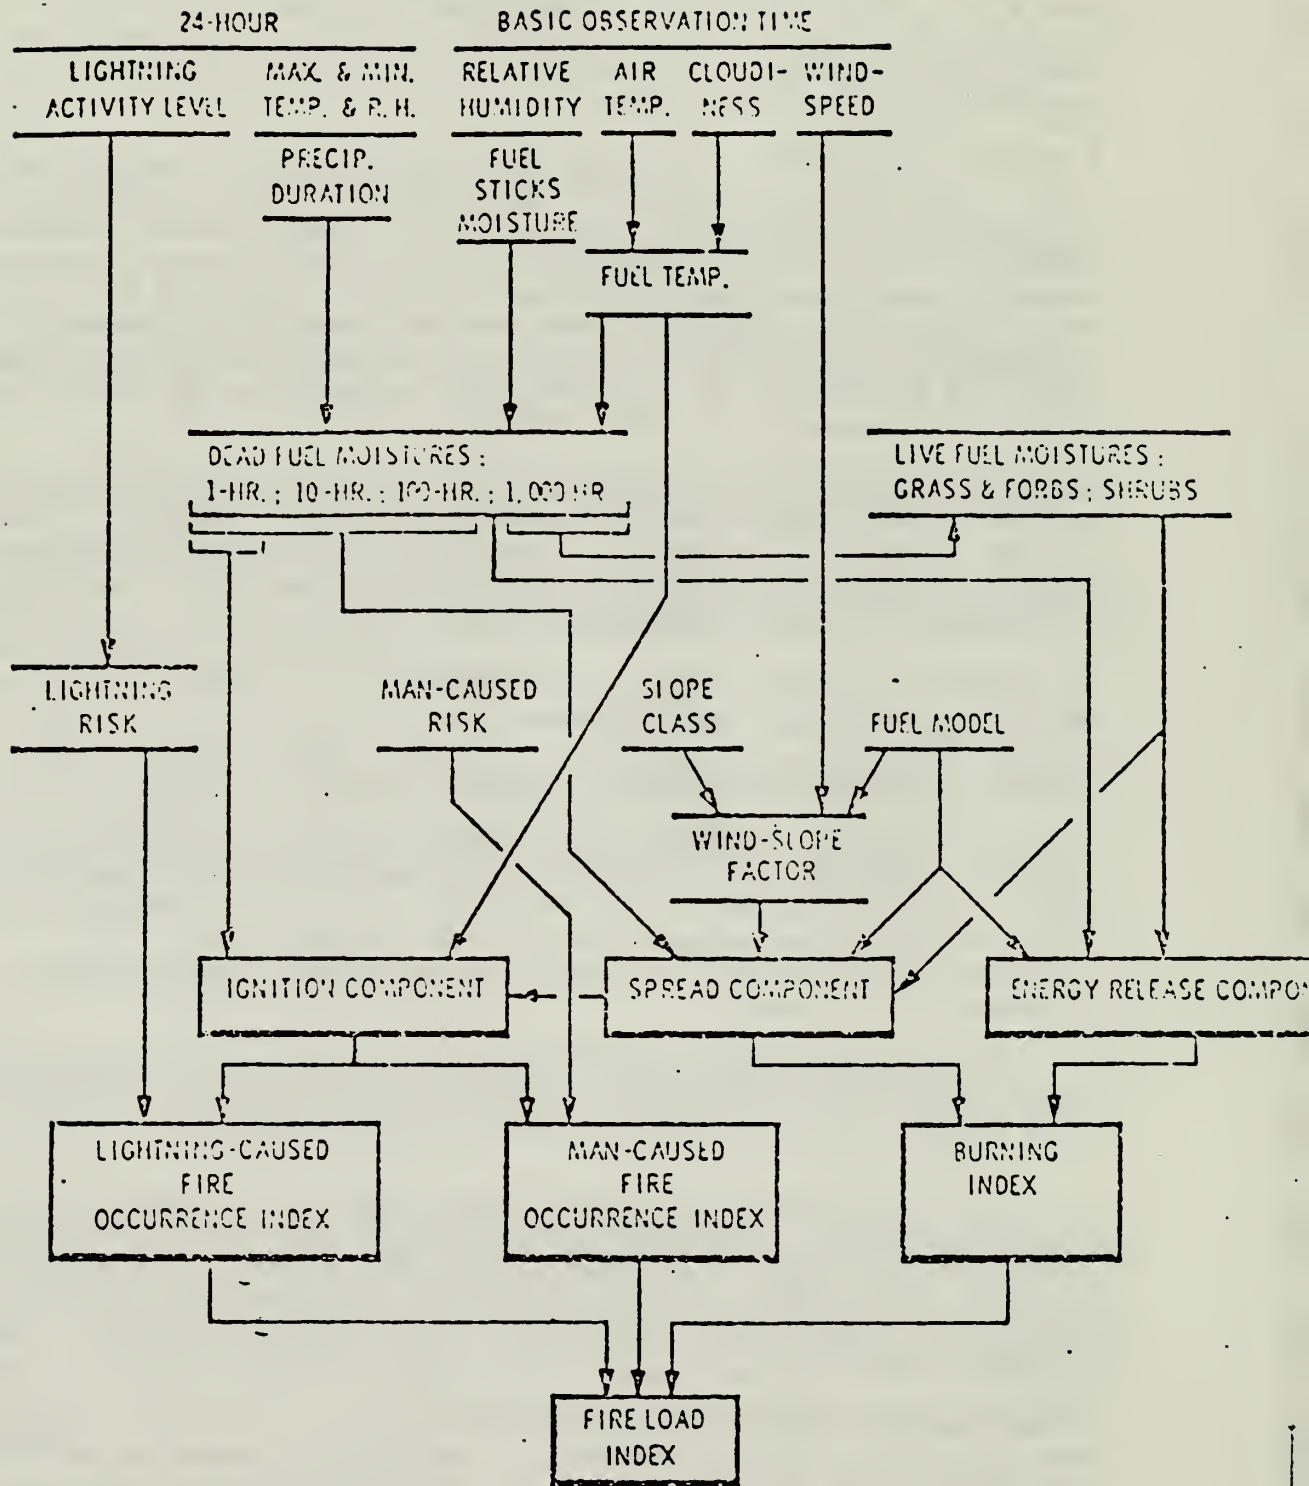 24-HOUR
BASIC OBSERVATION TIME
LIGHTNING
ACTIVITY LEVEL
MAX. & MIN.
TEMP. & R. H.
RELATIVE
HUMIDITY
AIR
TEMP.
CLOUDI-
NESS
WIND-
SPEED
PRECIP.
DURATION
FUEL
STICKS
MOISTURE
FUEL TEMP.
DEAD FUEL MOISTURES :
1-HR. ; 10-HR. ; 100-HR. ; 1,000 HR
LIVE FUEL MOISTURES :
GRASS & FORBS ; SHRUBS
LIGHTNING
RISK
MAN-CAUSED
RISK
SLOPE
CLASS
FUEL MODEL
WIND-SLOPE
FACTOR
IGNITION COMPONENT
SPREAD COMPONENT
ENERGY RELEASE COMPON
LIGHTNING-CAUSED
FIRE
OCCURRENCE INDEX
MAN-CAUSED
FIRE
OCCURRENCE INDEX
BURNING
INDEX
FIRE LOAD
INDEX